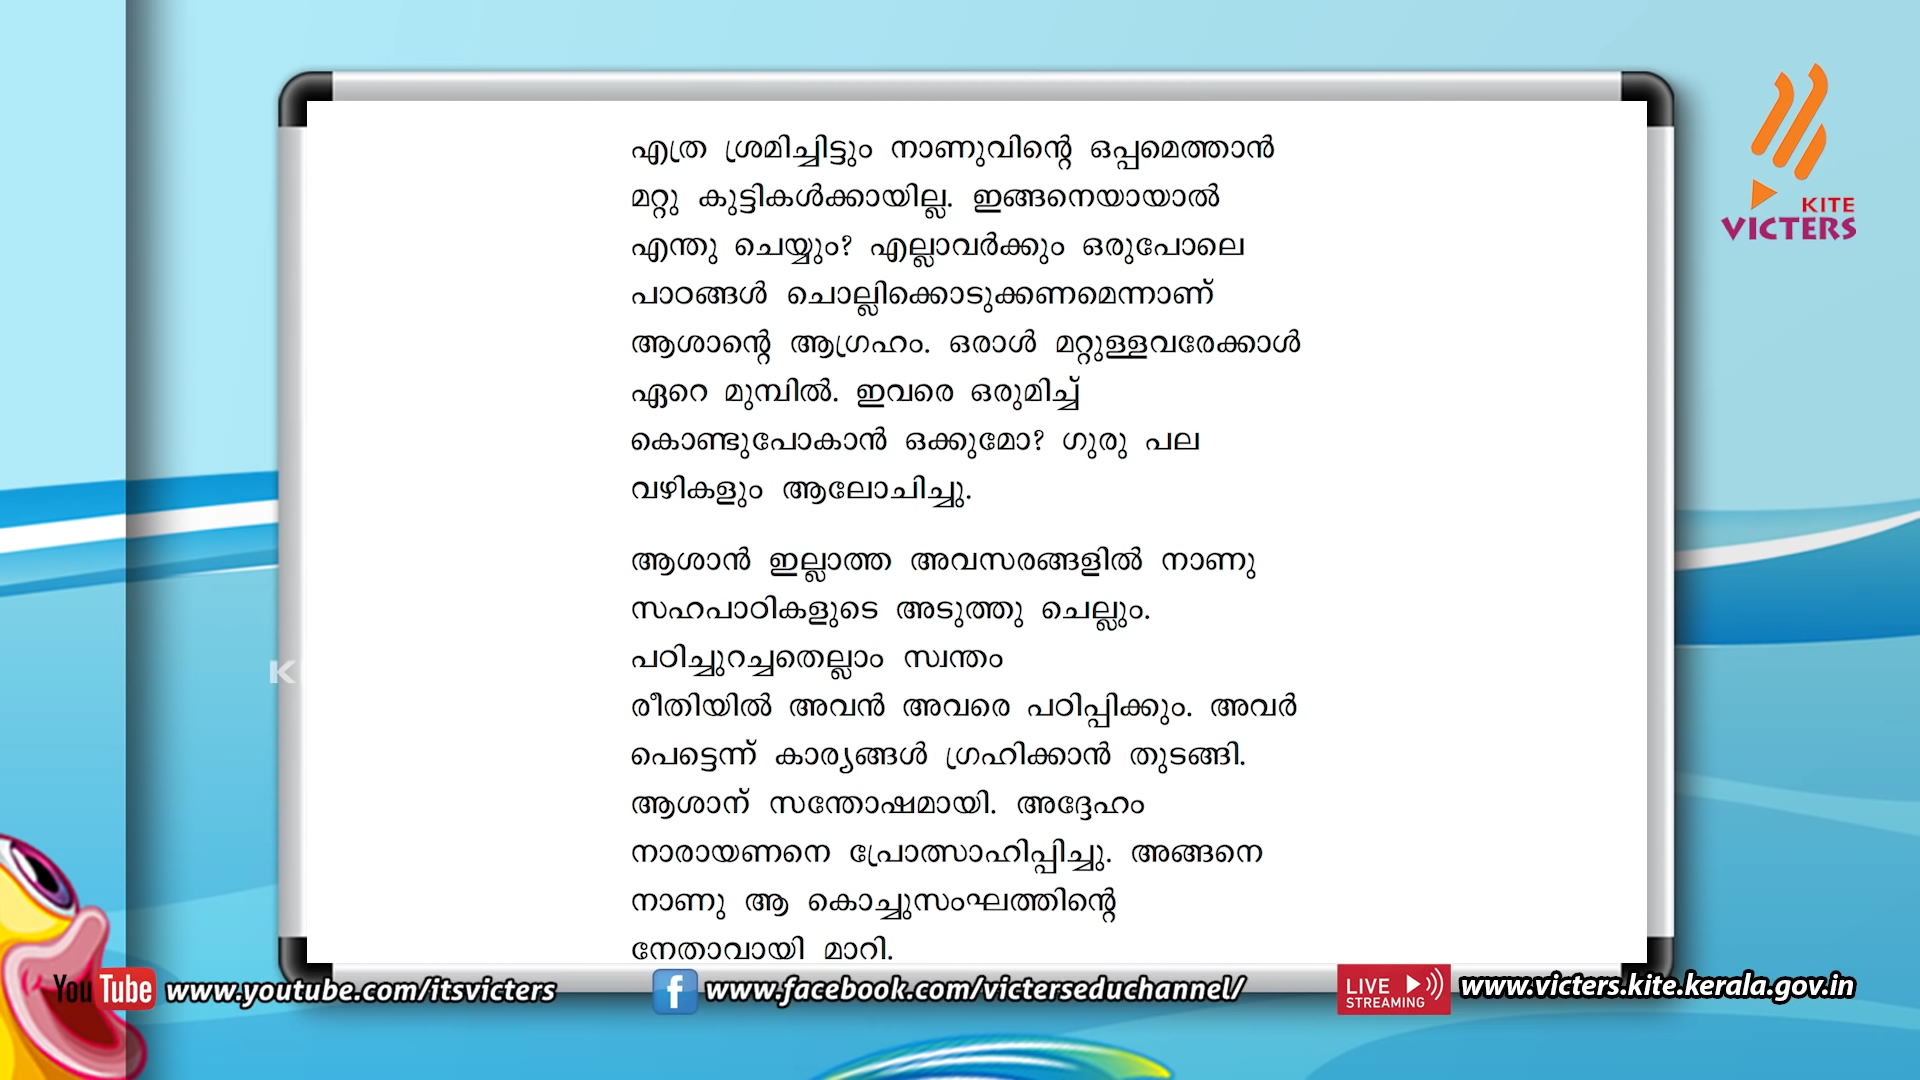 എത്ര ശ്രമിച്ചിട്ടും നാണുവിന്റെ ഒപ്പമെത്താൻ
മറ്റു കുട്ടികൾക്കായില്ല. ഇങ്ങനെയായാൽ
എന്തു ചെയ്യും? എല്ലാവർക്കും ഒരുപോലെ
പാഠങ്ങൾ ചൊല്ലിക്കൊടുക്കണമെന്നാണ്
ആശാന്റെ ആഗ്രഹം. ഒരാൾ മറ്റുള്ളവരേക്കാൾ
ഏറെ മുമ്പിൽ. ഇവരെ ഒരുമിച്ച്
കൊണ്ടുപോകാൻ ഒക്കുമോ? ഗുരു പല
വഴികളും ആലോചിച്ചു.
ആശാൻ ഇല്ലാത്ത അവസരങ്ങളിൽ നാണു
സഹപാഠികളുടെ അടുത്തു ചെല്ലും.
പഠിച്ചുറച്ചതെല്ലാം സ്വന്തം
രീതിയിൽ അവൻ അവരെ പഠിപ്പിക്കും. അവർ
പെട്ടെന്ന് കാര്യങ്ങൾ ഗ്രഹിക്കാൻ തുടങ്ങി.
ആശാന് സന്തോഷമായി. അദ്ദേഹം
നാരായണനെ പ്രോത്സാഹിപ്പിച്ചു. അങ്ങനെ
നാണു ആ കൊച്ചുസംഘത്തിന്റെ
നേതാവായി മാറി.
KITE
VICTERS
YouTube www.youtube.com/itsvicters
f www.facebook.com/victerseduchannel/
LIVE
STREAMING
www.victers.kite.kerala.gov.in